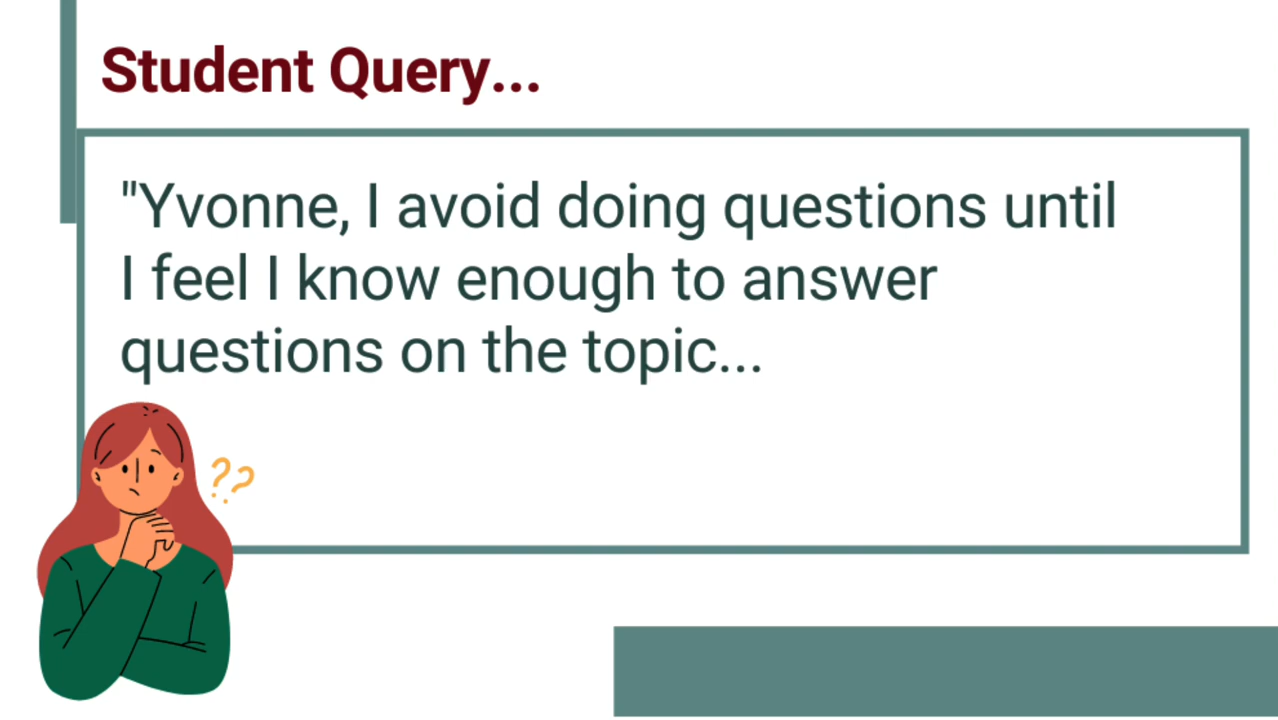 Student Query...
"Yvonne, I avoid doing questions until
I feel I know enough to answer
questions on the topic...
??